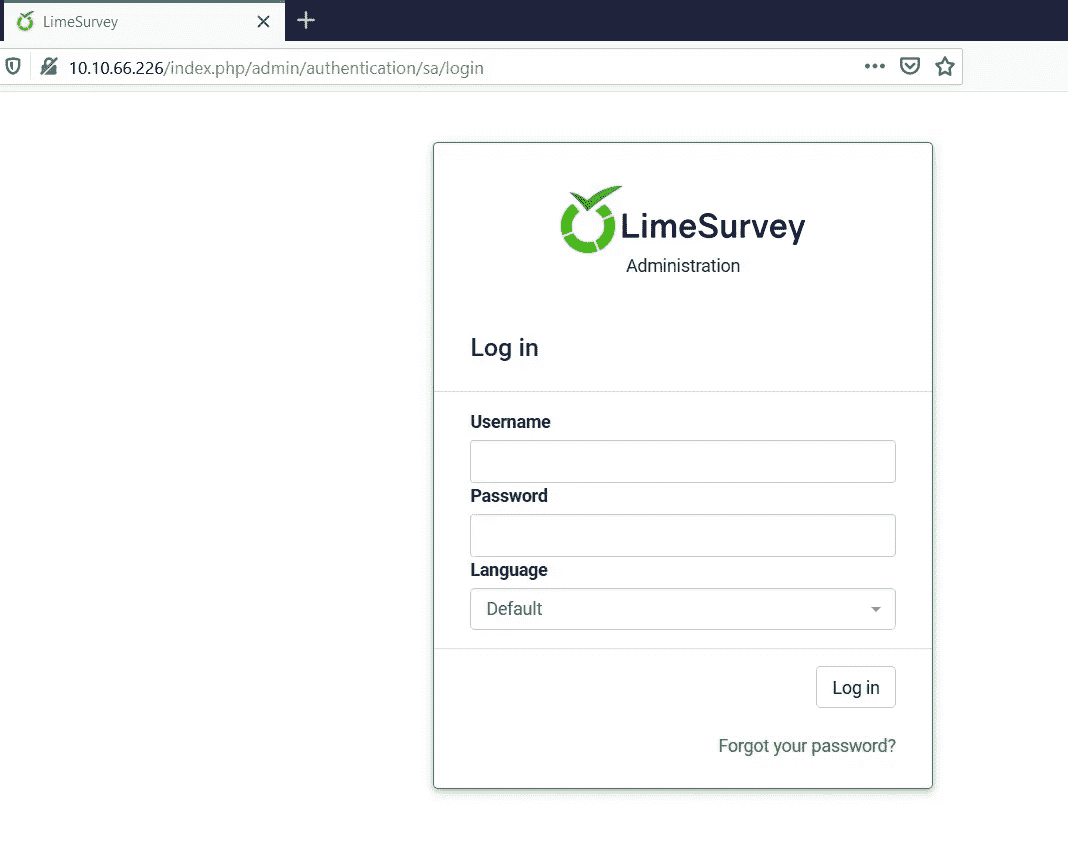 LimeSurvey
10.10.66.226/index.php/admin/authentication/sa/login
LimeSurvey
Administration
Log in
Username
Password
Language
Default
Log in
Forgot your password?